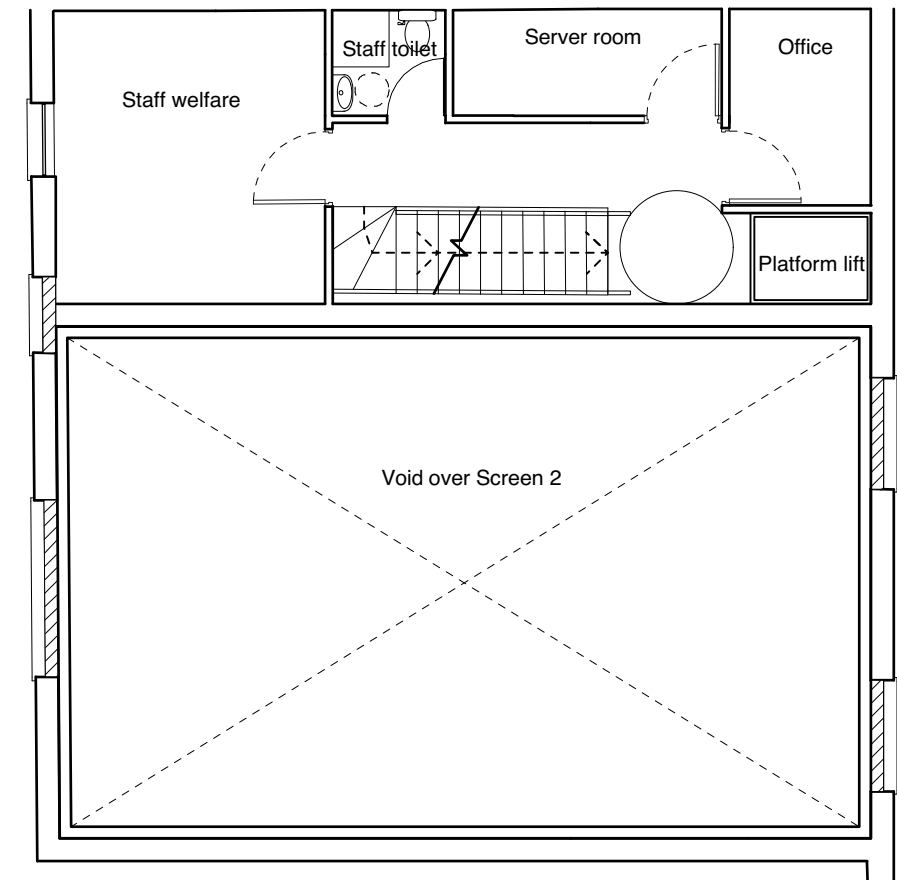 Staff welfare
Staff toilet
Server room
Office
Platform lift
Void over Screen 2